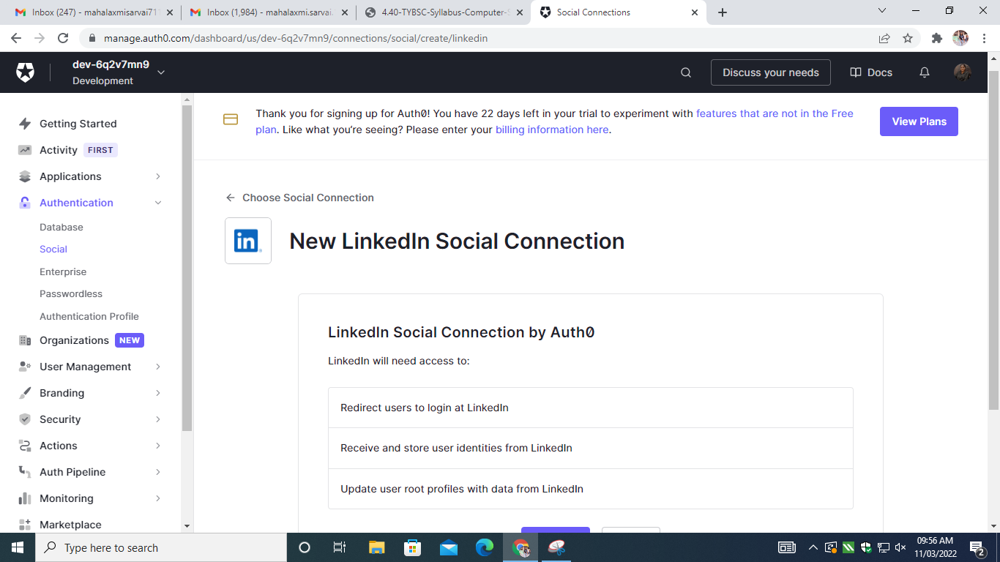 Inbox (247) - mahalaxmisarvai71
Inbox (1,984) - mahalaxmi.sarvai.
4.40-TYBSC-Syllabus-Computer-S
Social Connections
manage.auth0.com/dashboard/us/dev-6q2v7mn9/connections/social/create/linkedin
dev-6q2v7mn9
Development
Discuss your needs
Docs
Getting Started
Activity FIRST
Applications
Authentication
Database
Social
Enterprise
Passwordless
Authentication Profile
Organizations NEW
User Management
Branding
Security
Actions
Auth Pipeline
Monitoring
Marketplace
Thank you for signing up for Auth0! You have 22 days left in your trial to experiment with features that are not in the Free
plan. Like what you're seeing? Please enter your billing information here.
View Plans
Choose Social Connection
in
New LinkedIn Social Connection
LinkedIn Social Connection by Auth0
LinkedIn will need access to:
Redirect users to login at LinkedIn
Receive and store user identities from LinkedIn
Update user root profiles with data from LinkedIn
Type here to search
09:56 AM
11/03/2022
2